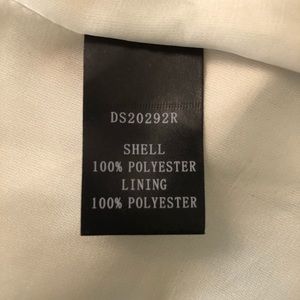 DS20292R
SHELL
100% POLYESTER
LINING
100% POLYESTER